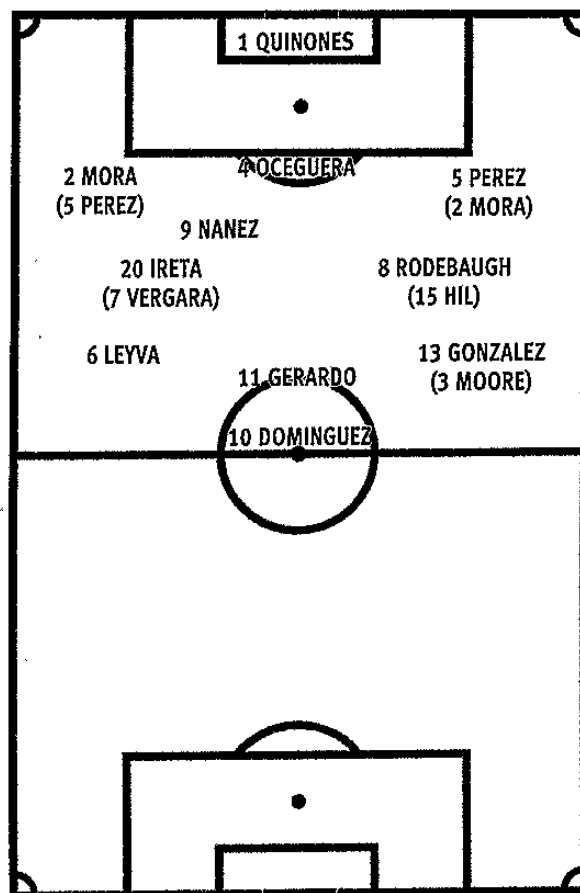 1 QUINONES
4 OCEGUERA
2 MORA
(5 PEREZ)
5 PEREZ
(2 MORA)
9 NANEZ
20 IRETA
(7 VERGARA)
8 RODEBAUGH
(15 HIL)
6 LEYVA
13 GONZALEZ
(3 MOORE)
11 GERARDO
10 DOMINGUEZ